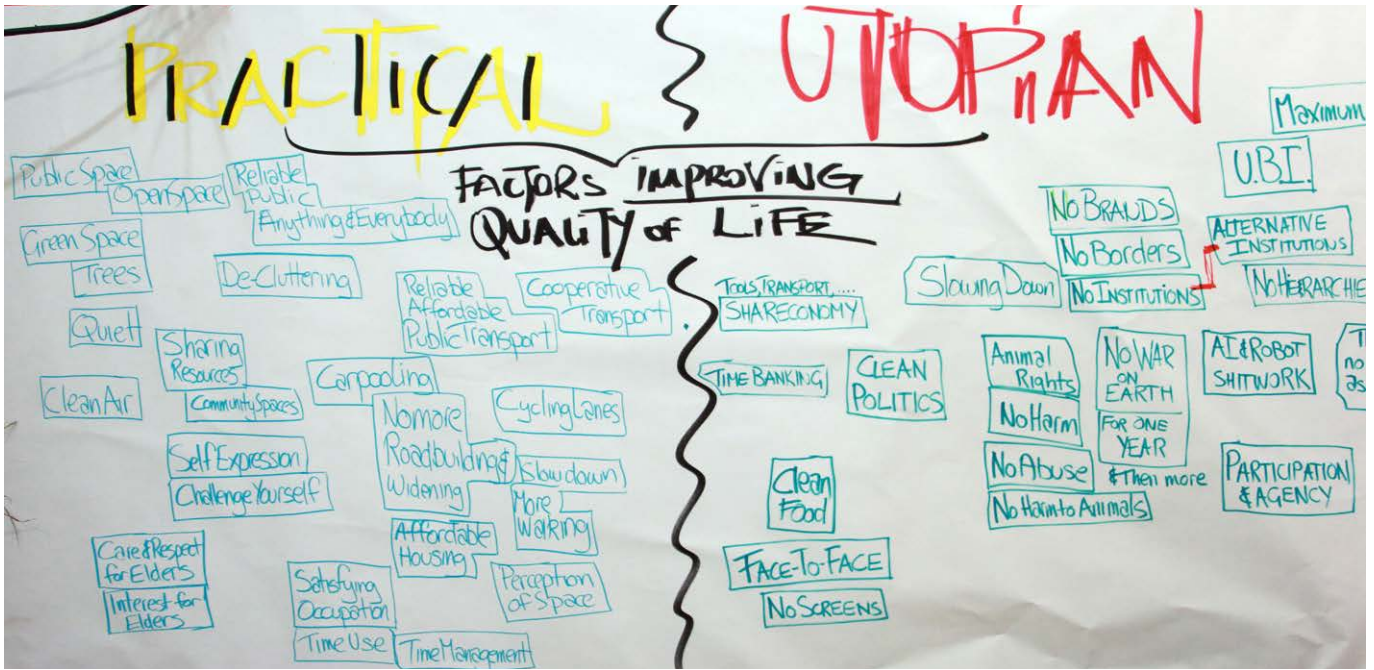 PRACTICAL
UTOPiAN
FACTORS iMPROViNG
QUALiTY of LiFE
Public Space
OpenSpace
Reliable
Public
Anything & Everybody
Green Space
Trees
De-Cluttering
Quiet
Sharing
Resources
Community Spaces
Clean Air
Self Expression
Challenge Yourself
Care & Respect
for Elders
Interest for
Elders
Reliable
Affordable
Public Transport
Cooperative
Transport
Carpooling
No more
Roadbuilding &
Widening
Cycling Lanes
Slow down
More
Walking
Affordable
Housing
Perception
of Space
Satisfying
Occupation
Time Use
Time Management
TOOLS, TRANSPORT, ....
SHARECONOMY
TIME BANKING
CLEAN
POLITICS
Clean
Food
FACE-TO-FACE
NO SCREENS
Slowing Down
No BRANDS
No Borders
No INSTITUTIONS
Maximum
U.B.I.
ALTERNATIVE
INSTITUTIONS
Animal
Rights
No Harm
No Abuse
No Harm to Animals
No WAR
ON
EARTH
FOR ONE
YEAR
& Then more
AI & ROBOT
SHITWORK
PARTICIPATION
& AGENCY